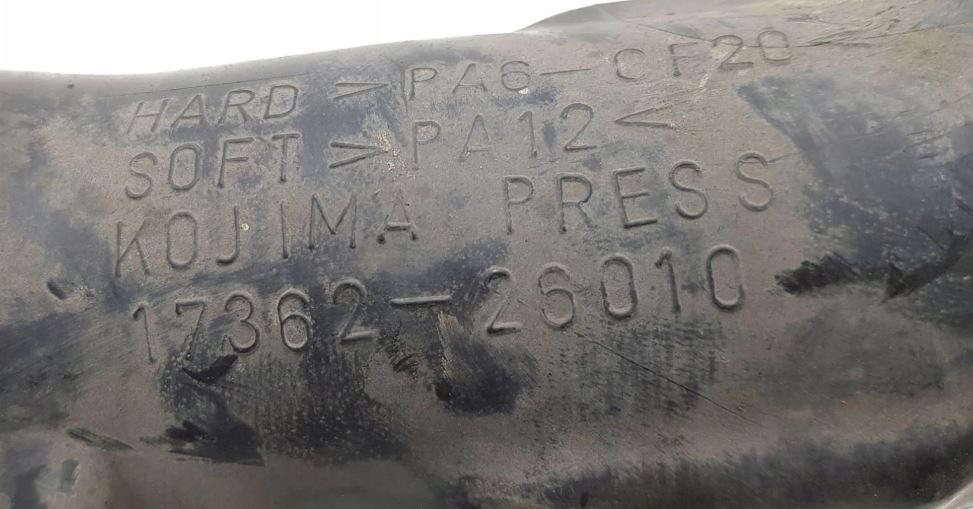 HARD >PA6-CF20
SOFT >PA12<
KOJIMA PRESS
17362-26010